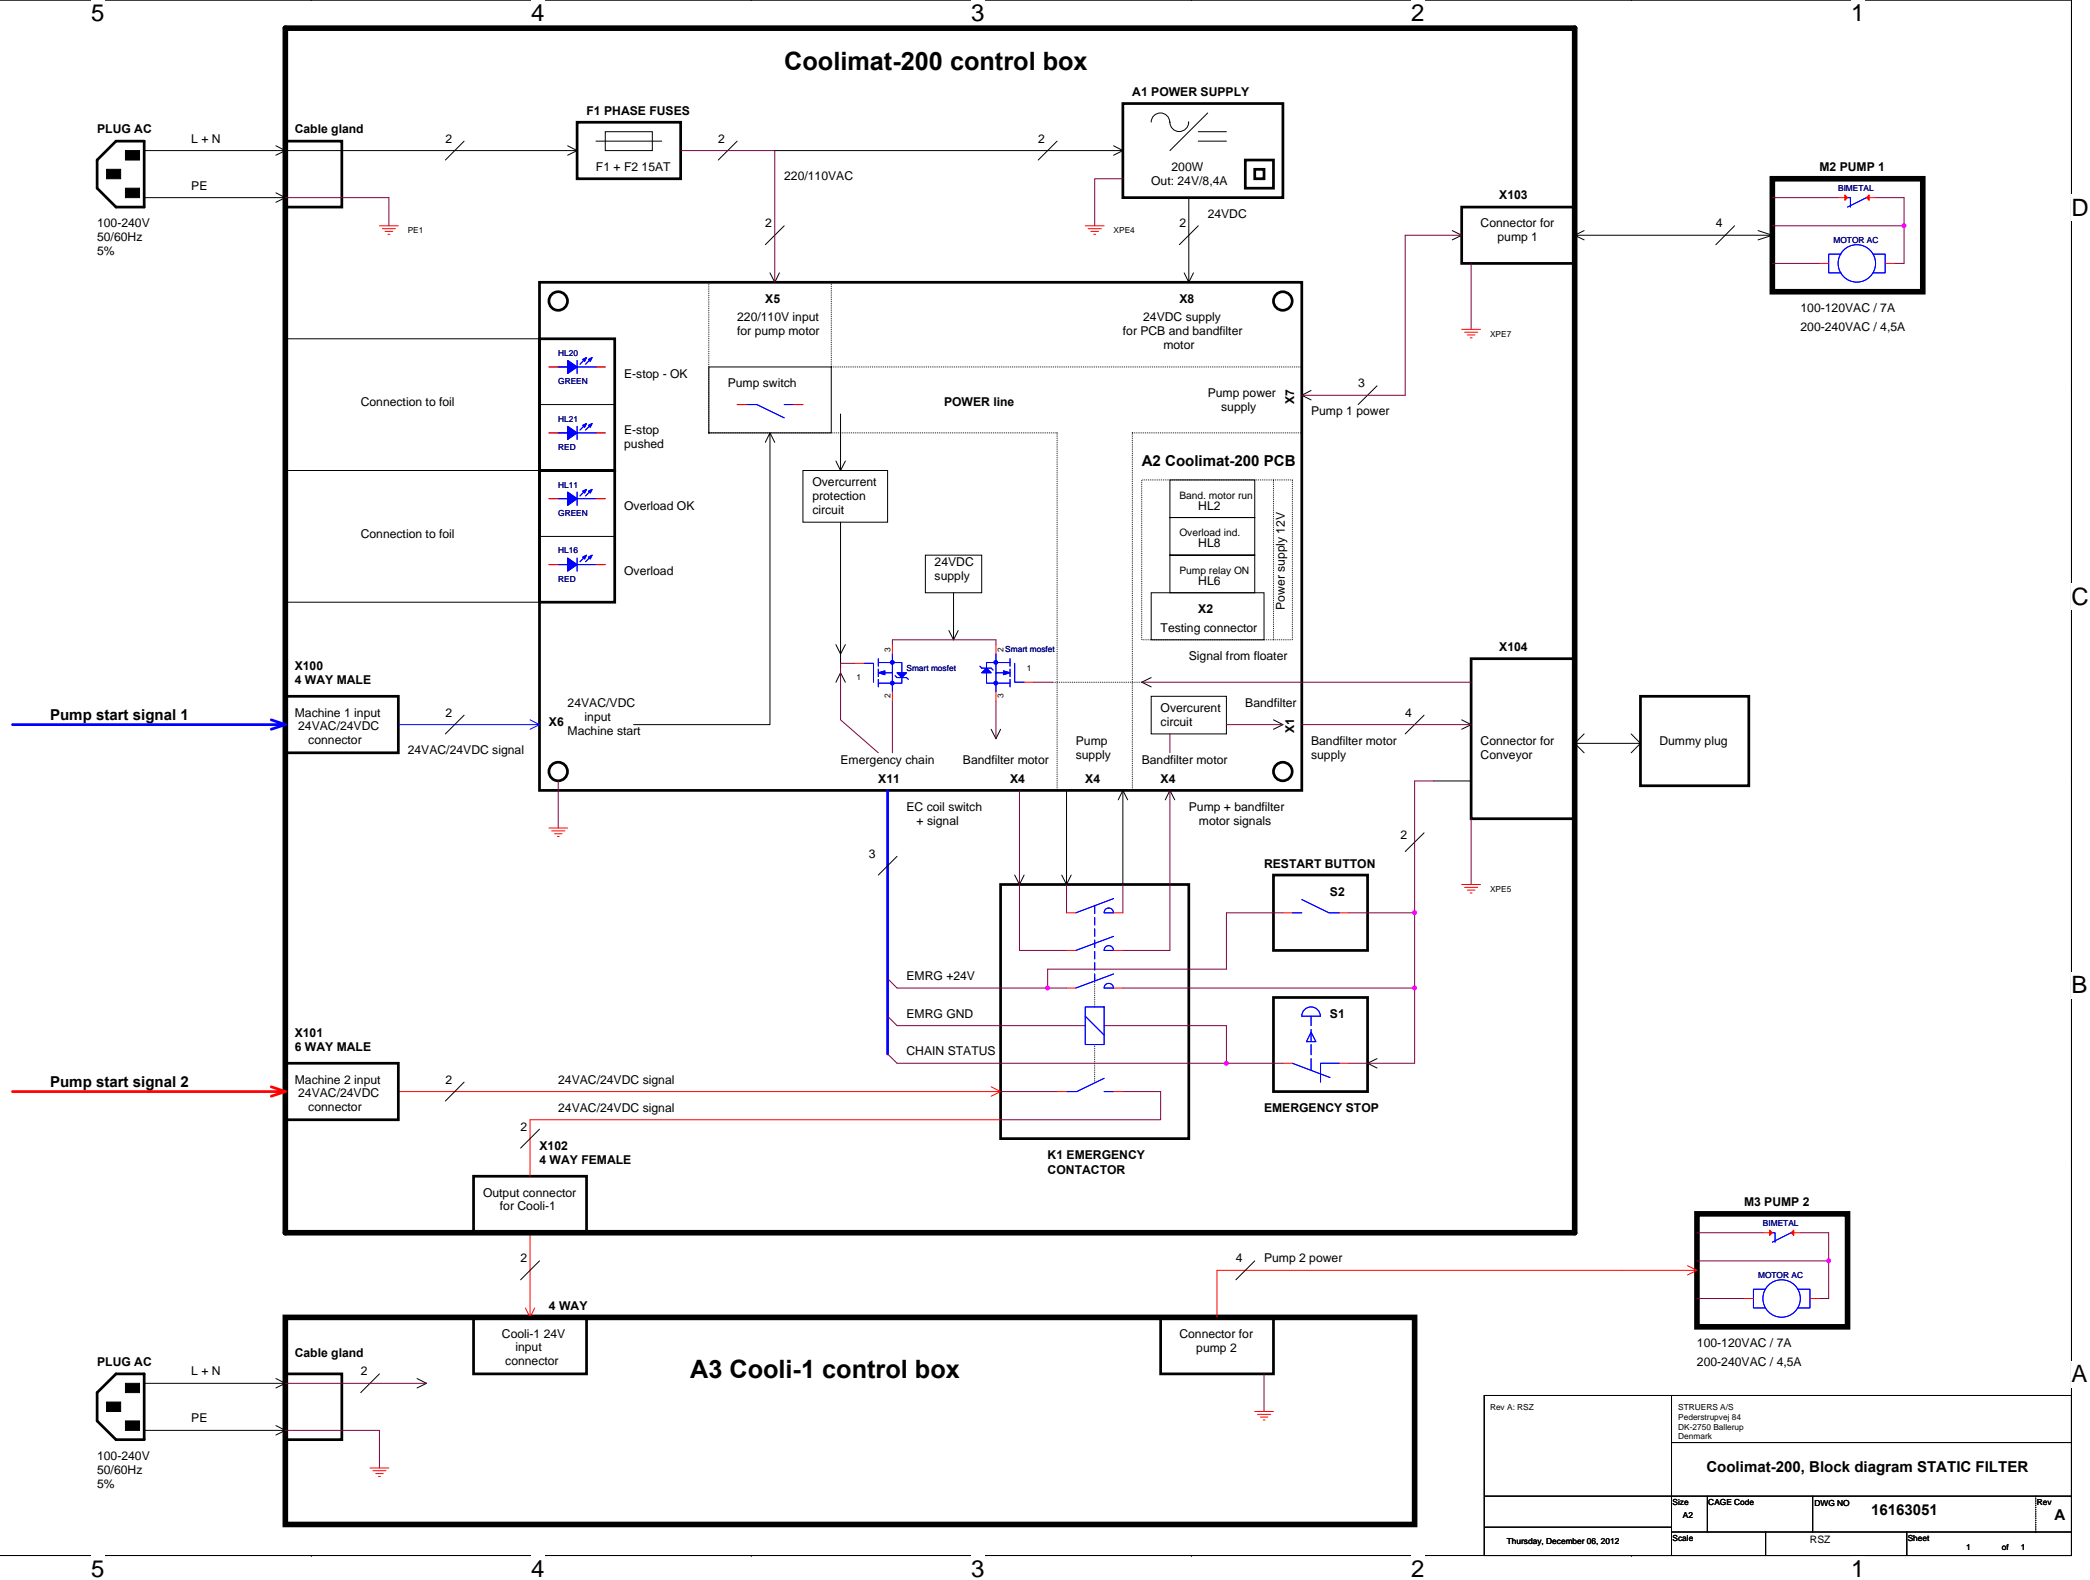 5
4
3
2
1
Coolimat-200 control box
PLUG AC
L + N
PE
100-240V
50/60Hz
5%
Cable gland
PE1
2
F1 PHASE FUSES
F1 + F2 15AT
2
220/110VAC
2
2
A1 POWER SUPPLY
200W
Out: 24V/8,4A
XPE4
24VDC
2
X103
Connector for
pump 1
XPE7
4
M2 PUMP 1
BIMETAL
MOTOR AC
100-120VAC / 7A
200-240VAC / 4,5A
D
X5
220/110V input
for pump motor
X8
24VDC supply
for PCB and bandfilter
motor
Connection to foil
HL20
GREEN
E-stop - OK
HL21
RED
E-stop
pushed
Connection to foil
HL11
GREEN
Overload OK
HL16
RED
Overload
Pump switch
POWER line
Pump power
supply
X7
3
Pump 1 power
Overcurrent
protection
circuit
24VDC
supply
A2 Coolimat-200 PCB
Band. motor run
HL2
Overload ind.
HL8
Pump relay ON
HL6
X2
Testing connector
Power supply 12V
Signal from floater
C
3
Smart mosfet
1
2
2
Smart mosfet
1
3
X100
4 WAY MALE
Pump start signal 1
Machine 1 input
24VAC/24VDC
connector
2
24VAC/24VDC signal
X6
24VAC/VDC
input
Machine start
Emergency chain
X11
Bandfilter motor
X4
Pump
supply
X4
Overcurent
circuit
Bandfilter
X1
Bandfilter motor
X4
4
Bandfilter motor
supply
X104
Connector for
Conveyor
XPE5
Dummy plug
EC coil switch
+ signal
Pump + bandfilter
motor signals
3
2
RESTART BUTTON
S2
EMRG +24V
EMRG GND
CHAIN STATUS
S1
EMERGENCY STOP
B
X101
6 WAY MALE
Pump start signal 2
Machine 2 input
24VAC/24VDC
connector
2
24VAC/24VDC signal
24VAC/24VDC signal
2
X102
4 WAY FEMALE
K1 EMERGENCY
CONTACTOR
Output connector
for Cooli-1
2
4 WAY
4
Pump 2 power
M3 PUMP 2
BIMETAL
MOTOR AC
100-120VAC / 7A
200-240VAC / 4,5A
Cooli-1 24V
input
connector
Connector for
pump 2
A3 Cooli-1 control box
PLUG AC
L + N
PE
100-240V
50/60Hz
5%
Cable gland
2
A
Rev A: RSZ
STRUERS A/S
Pederstrupvej 84
DK-2750 Ballerup
Denmark
Coolimat-200, Block diagram STATIC FILTER
Size
A2
CAGE Code
DWG NO
16163051
Rev
A
Thursday, December 06, 2012
Scale
RSZ
Sheet
1 of 1
5
4
3
2
1